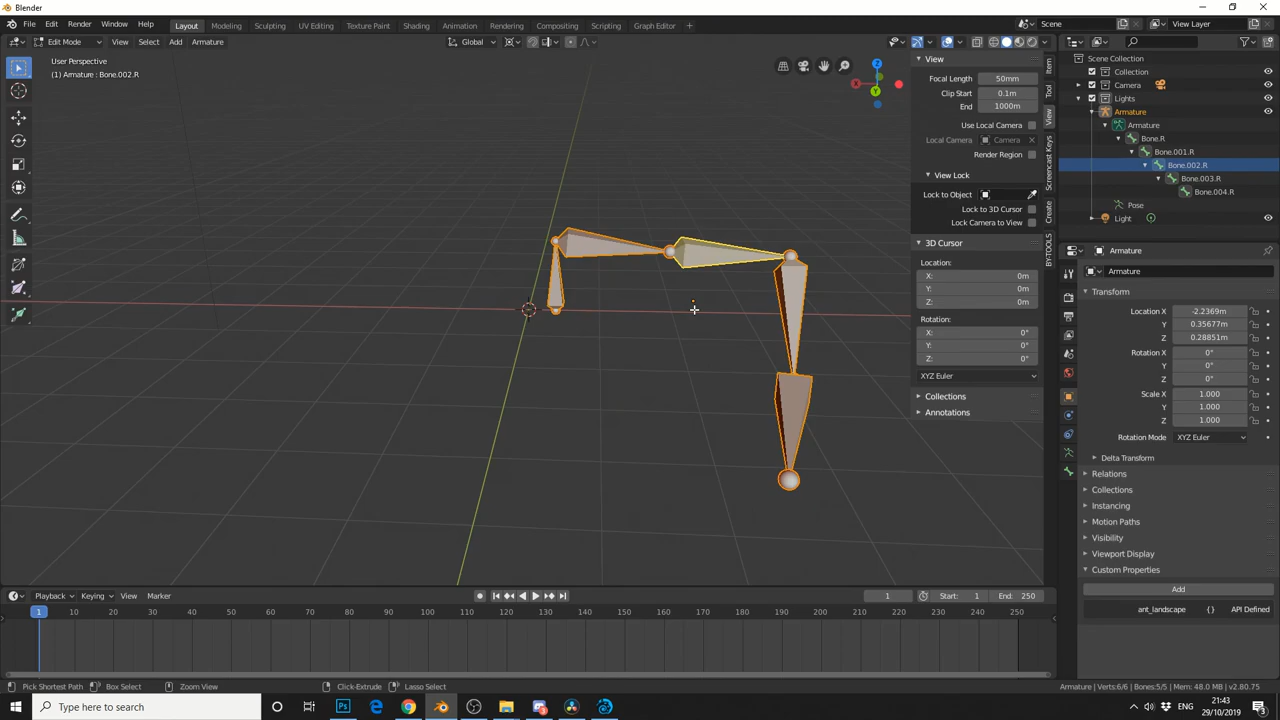 Blender
File Edit Render Window Help Layout Modeling Sculpting UV Editing Texture Paint Shading Animation Rendering Compositing Scripting Graph Editor + Scene View Layer
Edit Mode View Select Add Armature Global
User Perspective
(1) Armature : Bone.002.R
X
Y
Z
View
Focal Length 50mm
Clip Start 0.1m
End 1000m
Use Local Camera
Local Camera Camera
Render Region
View Lock
Lock to Object
Lock to 3D Cursor
Lock Camera to View
3D Cursor
Location:
X: 0m
Y: 0m
Z: 0m
Rotation:
X: 0°
Y: 0°
Z: 0°
XYZ Euler
Collections
Annotations
Item
Tool
View
Screencast Keys
Create
BY-TOOLS
Scene Collection
Collection
Camera
Lights
Armature
Armature
Bone.R
Bone.001.R
Bone.002.R
Bone.003.R
Bone.004.R
Pose
Light
Armature
Armature
Transform
Location X -2.2369m
Y 0.35677m
Z 0.28851m
Rotation X 0°
Y 0°
Z 0°
Scale X 1.000
Y 1.000
Z 1.000
Rotation Mode XYZ Euler
Delta Transform
Relations
Collections
Instancing
Motion Paths
Visibility
Viewport Display
Custom Properties
Add
ant_landscape {} API Defined
Playback Keying View Marker 1 Start: 1 End: 250
1 10 20 30 40 50 60 70 80 90 100 110 120 130 140 150 160 170 180 190 200 210 220 230 240 250
Pick Shortest Path Box Select Zoom View Click-Extrude Lasso Select Armature | Verts:6/6 | Bones:5/5 | Mem: 48.0 MB | v2.80.75
Type here to search ENG 21:43
29/10/2019